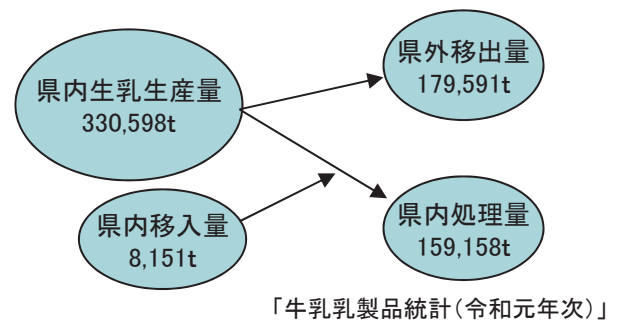 県内生乳生産量
330,598t
県外移出量
179,591t
県内移入量
8,151t
県内処理量
159,158t
「牛乳乳製品統計(令和元年次)」